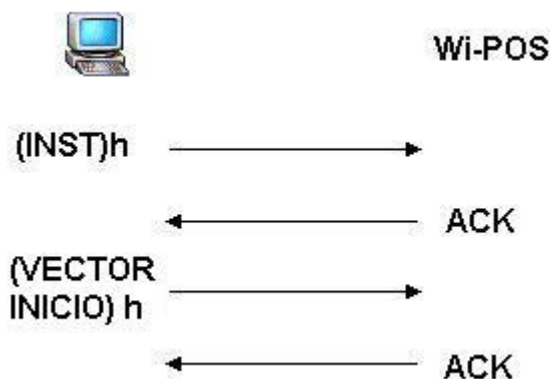 Wi-POS
(INST)h
ACK
(VECTOR
INICIO) h
ACK